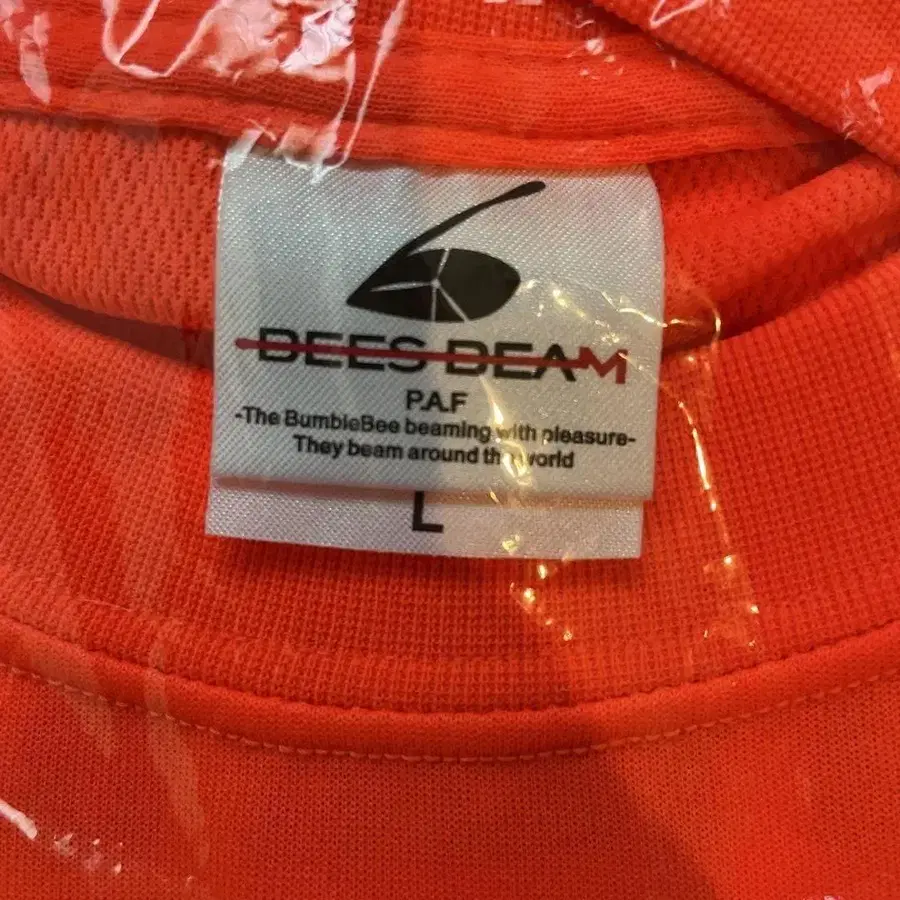 BEES BEAM
P.A.F
-The BumbleBee beaming with pleasure-
They beam around the world
L